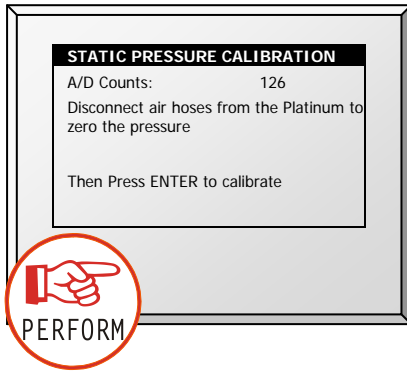 STATIC PRESSURE CALIBRATION
A/D Counts: 126
Disconnect air hoses from the Platinum to
zero the pressure
Then Press ENTER to calibrate
PERFORM